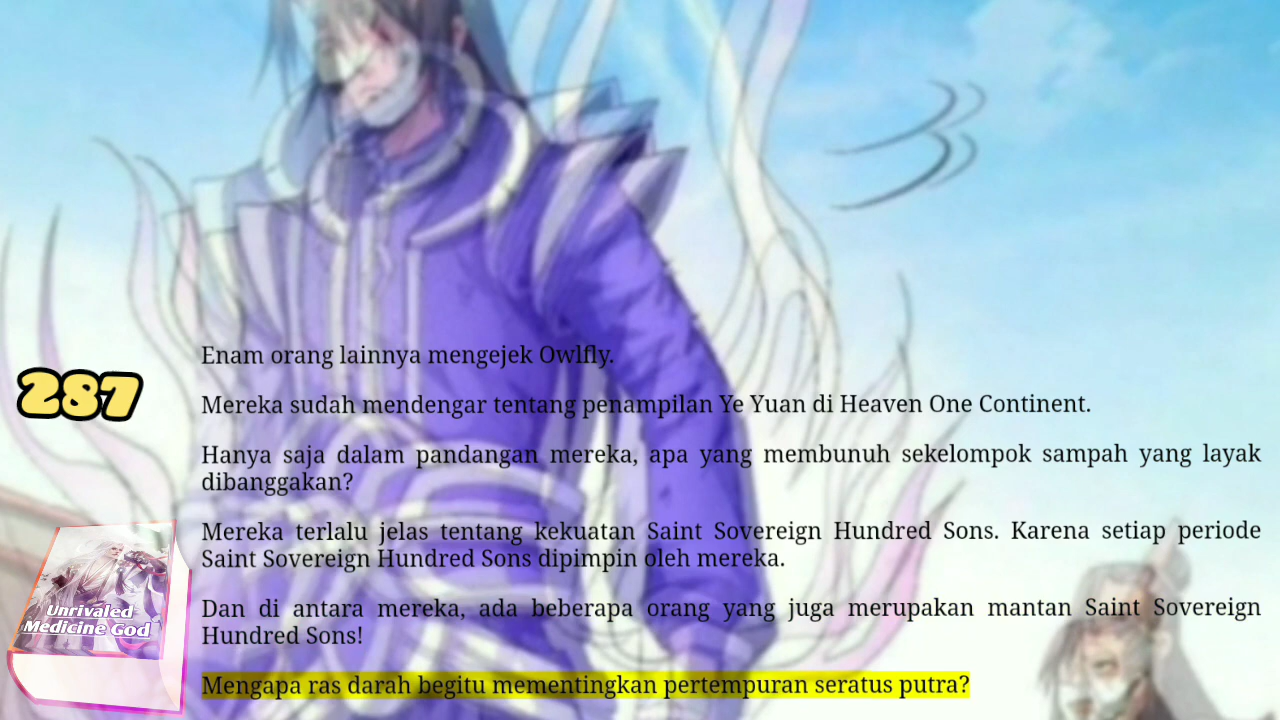 Enam orang lainnya mengejek Owlfly.
Mereka sudah mendengar tentang penampilan Ye Yuan di Heaven One Continent.
Hanya saja dalam pandangan mereka, apa yang membunuh sekelompok sampah yang layak
dibanggakan?
Mereka terlalu jelas tentang kekuatan Saint Sovereign Hundred Sons. Karena setiap periode
Saint Sovereign Hundred Sons dipimpin oleh mereka.
Dan di antara mereka, ada beberapa orang yang juga merupakan mantan Saint Sovereign
Hundred Sons!
Mengapa ras darah begitu mementingkan pertempuran seratus putra?
287
Unrivaled
Medicine God